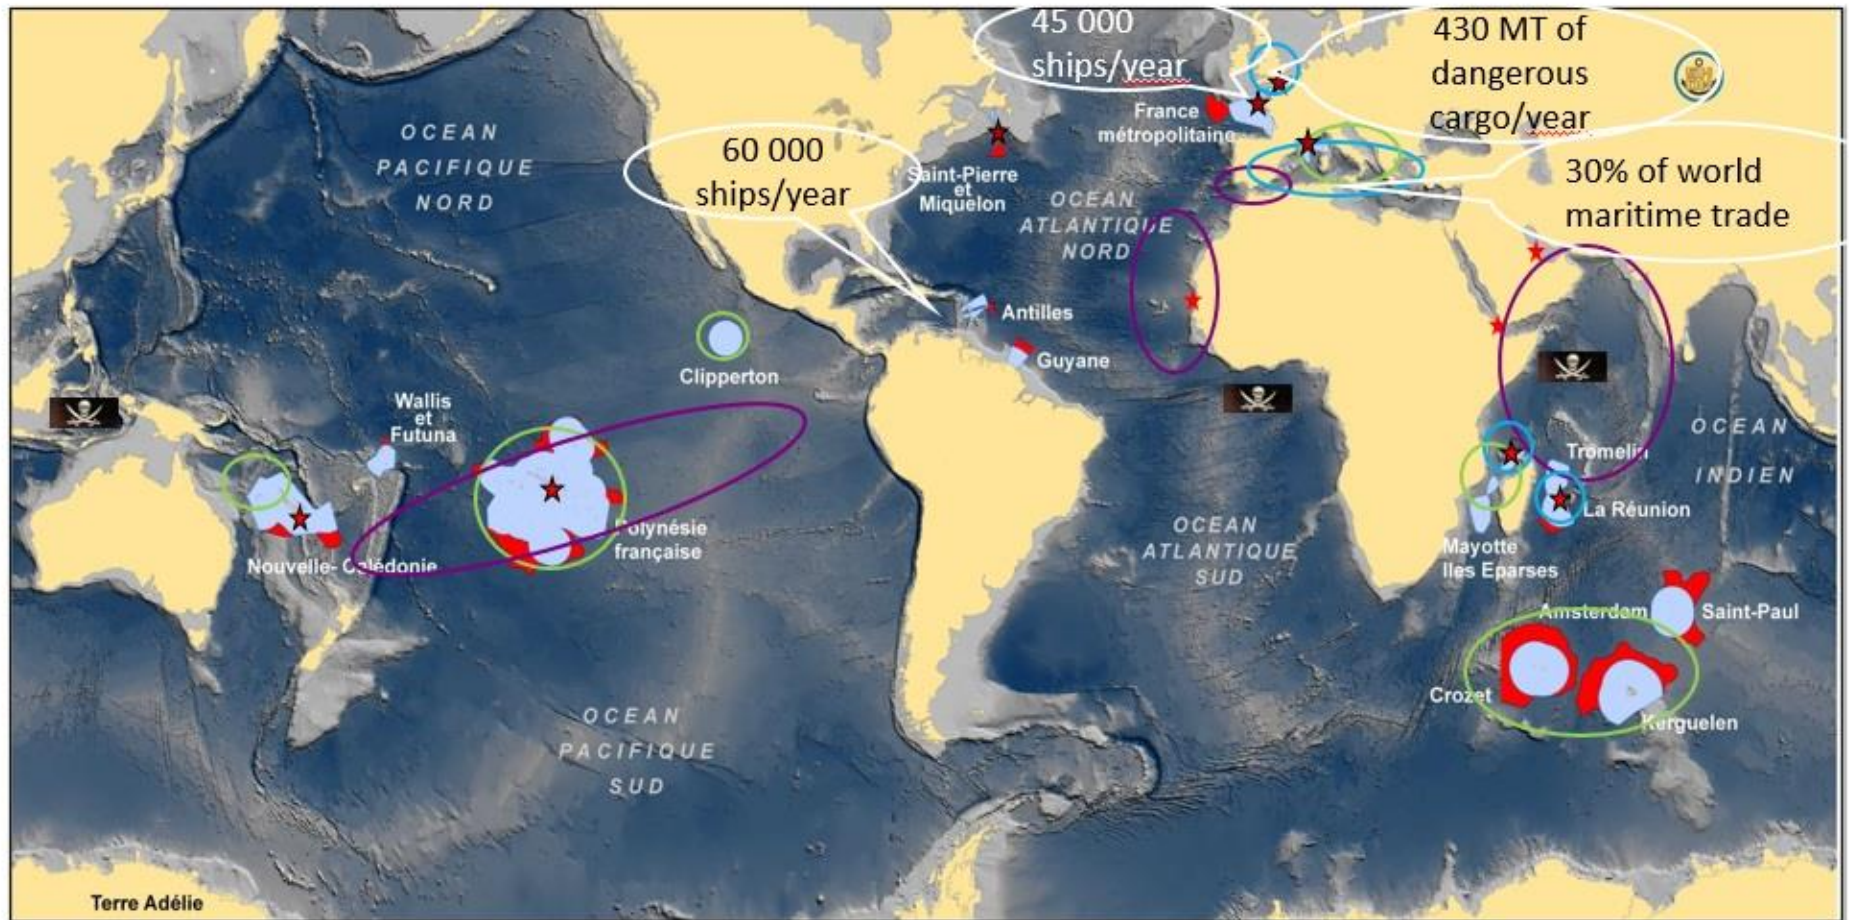 45 000
ships/year
430 MT of
dangerous
cargo/year
60 000
ships/year
30% of world
maritime trade
France
métropolitaine
Saint-Pierre
et
Miquelon
OCEAN
PACIFIQUE
NORD
OCEAN
ATLANTIQUE
NORD
Antilles
Guyane
Clipperton
Wallis
et
Futuna
Polynésie
française
Nouvelle- Calédonie
OCEAN
ATLANTIQUE
SUD
OCEAN
INDIEN
Tromelin
La Réunion
Mayotte
Iles Eparses
Amsterdam
Saint-Paul
Crozet
Kerguelen
OCEAN
PACIFIQUE
SUD
Terre Adélie